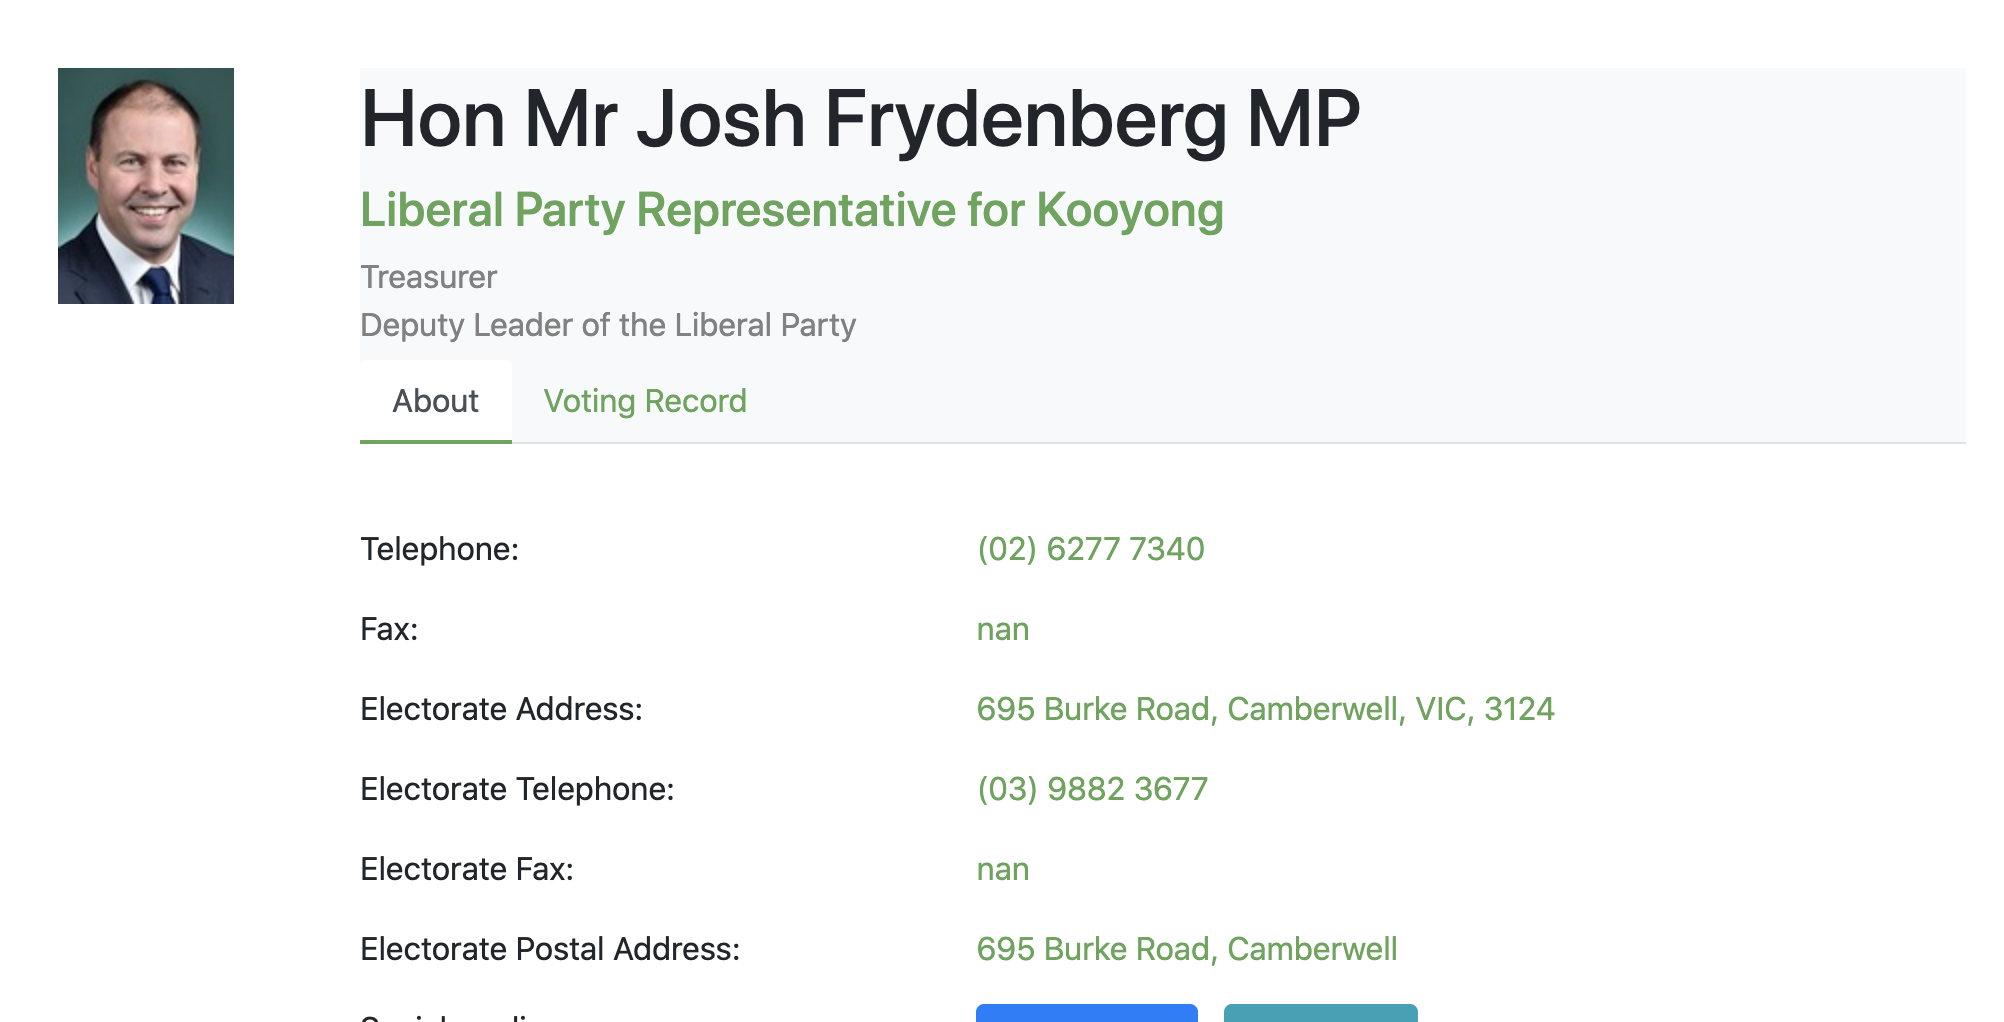 Hon Mr Josh Frydenberg MP
Liberal Party Representative for Kooyong
Treasurer
Deputy Leader of the Liberal Party
About Voting Record
Telephone: (02) 6277 7340
Fax: nan
Electorate Address: 695 Burke Road, Camberwell, VIC, 3124
Electorate Telephone: (03) 9882 3677
Electorate Fax: nan
Electorate Postal Address: 695 Burke Road, Camberwell